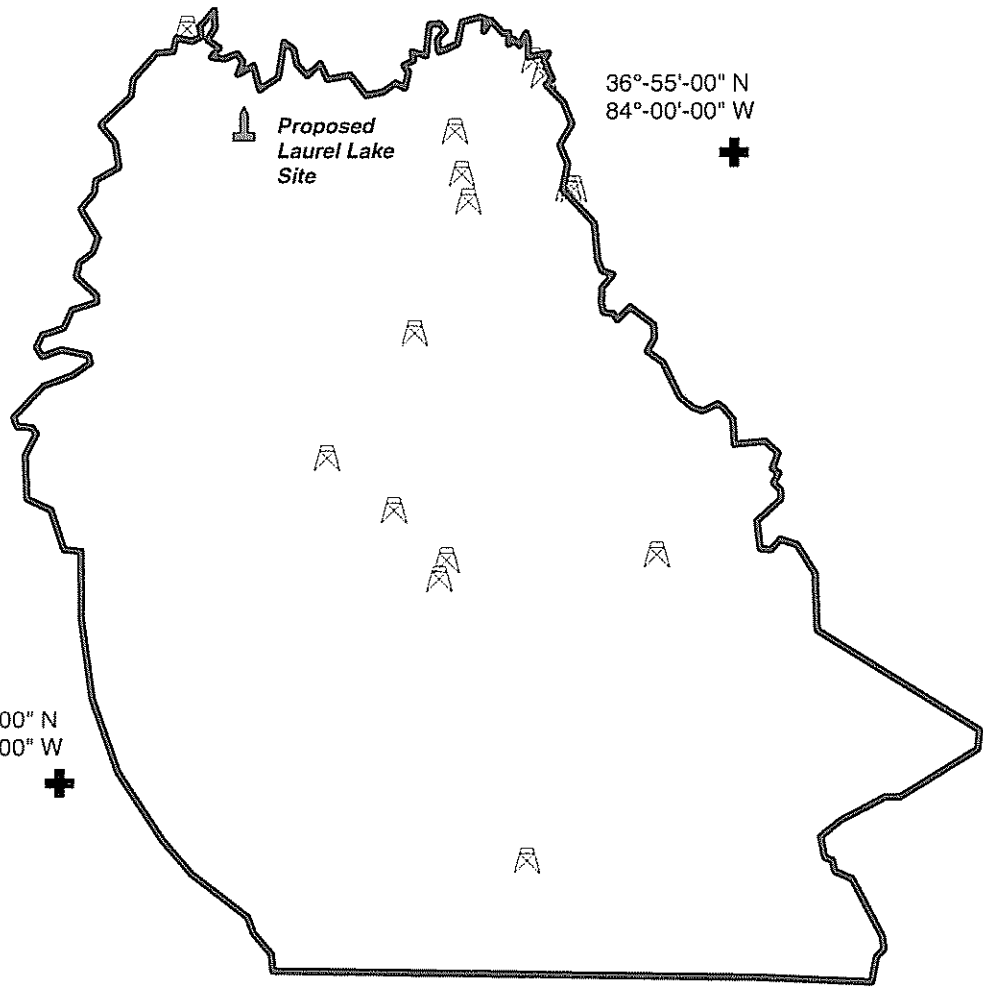 36°-55'-00" N
84°-00'-00" W
Proposed
Laurel Lake
Site
00" N
00" W